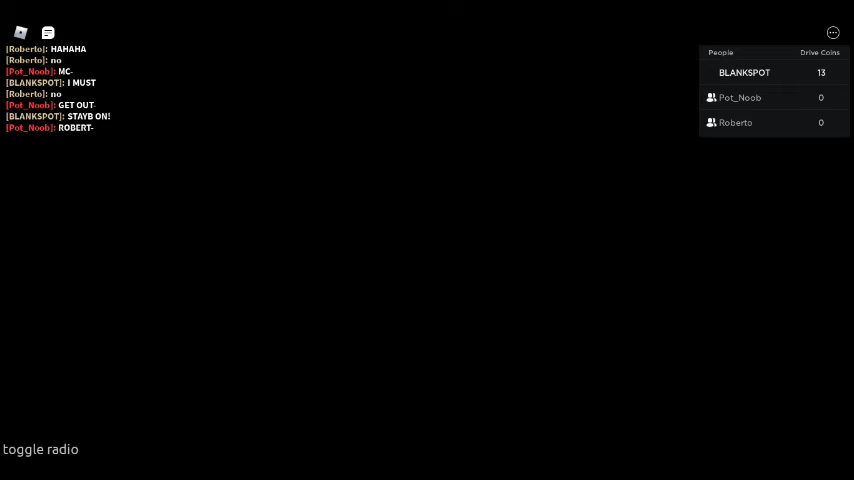 [Roberto]: HAHAHA
[Roberto]: no
[Pot_Noob]: MC-
[BLANKSPOT]: I MUST
[Roberto]: no
[Pot_Noob]: GET OUT-
[BLANKSPOT]: STAYB ON!
[Pot_Noob]: ROBERT-
People Drive Coins
BLANKSPOT 13
Pot_Noob 0
Roberto 0
toggle radio